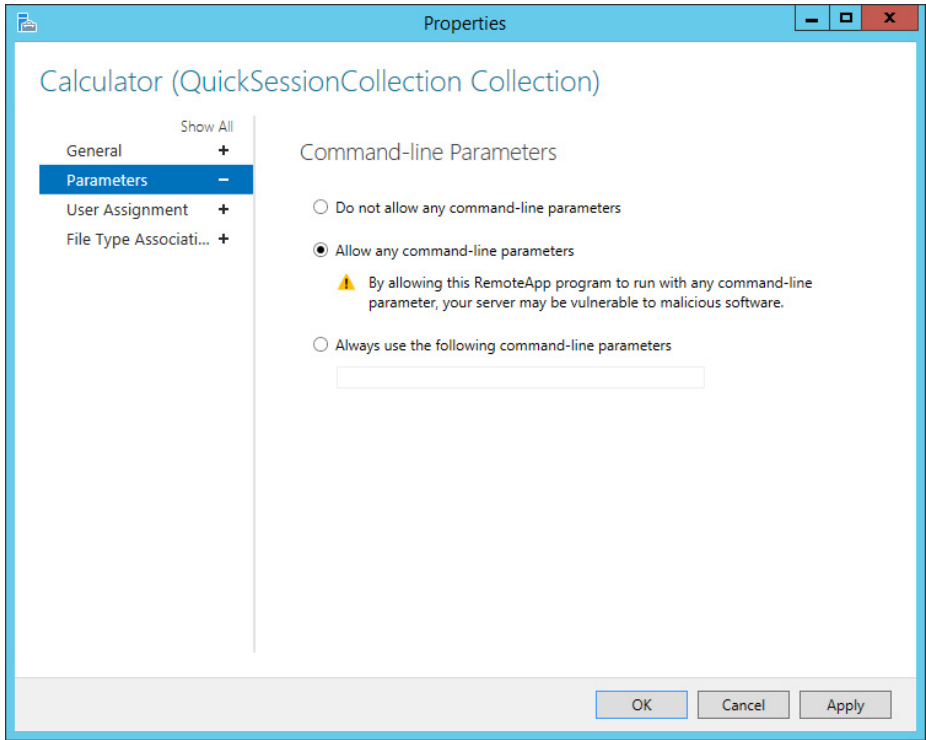 Properties
Calculator (QuickSessionCollection Collection)
Show All
General +
Parameters –
User Assignment +
File Type Associati... +
Command-line Parameters
Do not allow any command-line parameters
Allow any command-line parameters
By allowing this RemoteApp program to run with any command-line
parameter, your server may be vulnerable to malicious software.
Always use the following command-line parameters
OK Cancel Apply